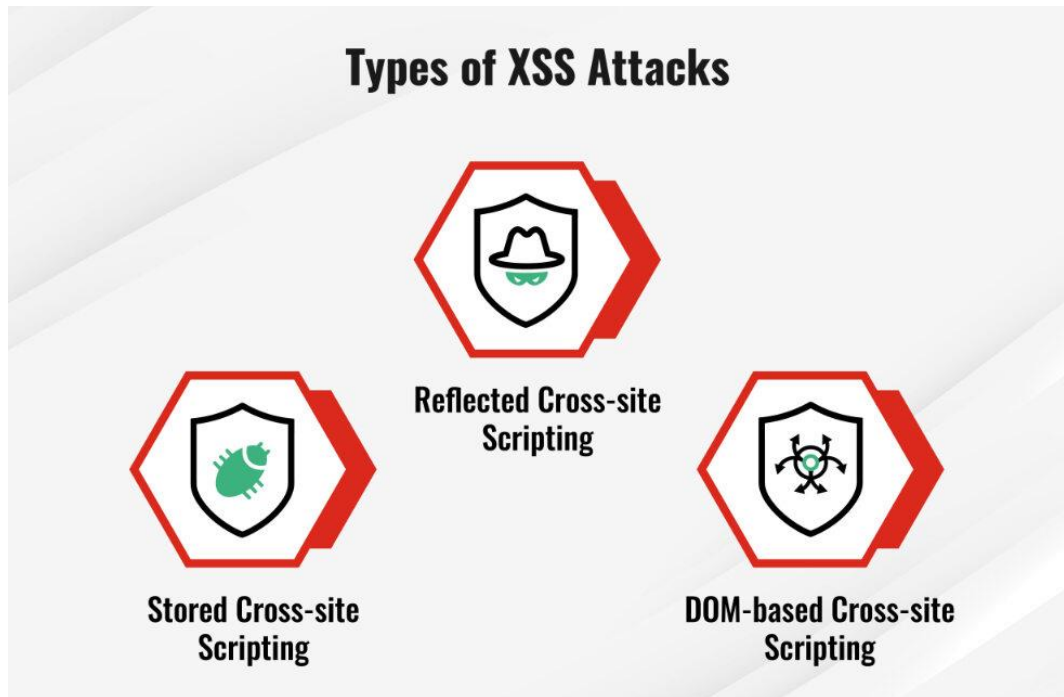 Types of XSS Attacks
Reflected Cross-site
Scripting
Stored Cross-site
Scripting
DOM-based Cross-site
Scripting